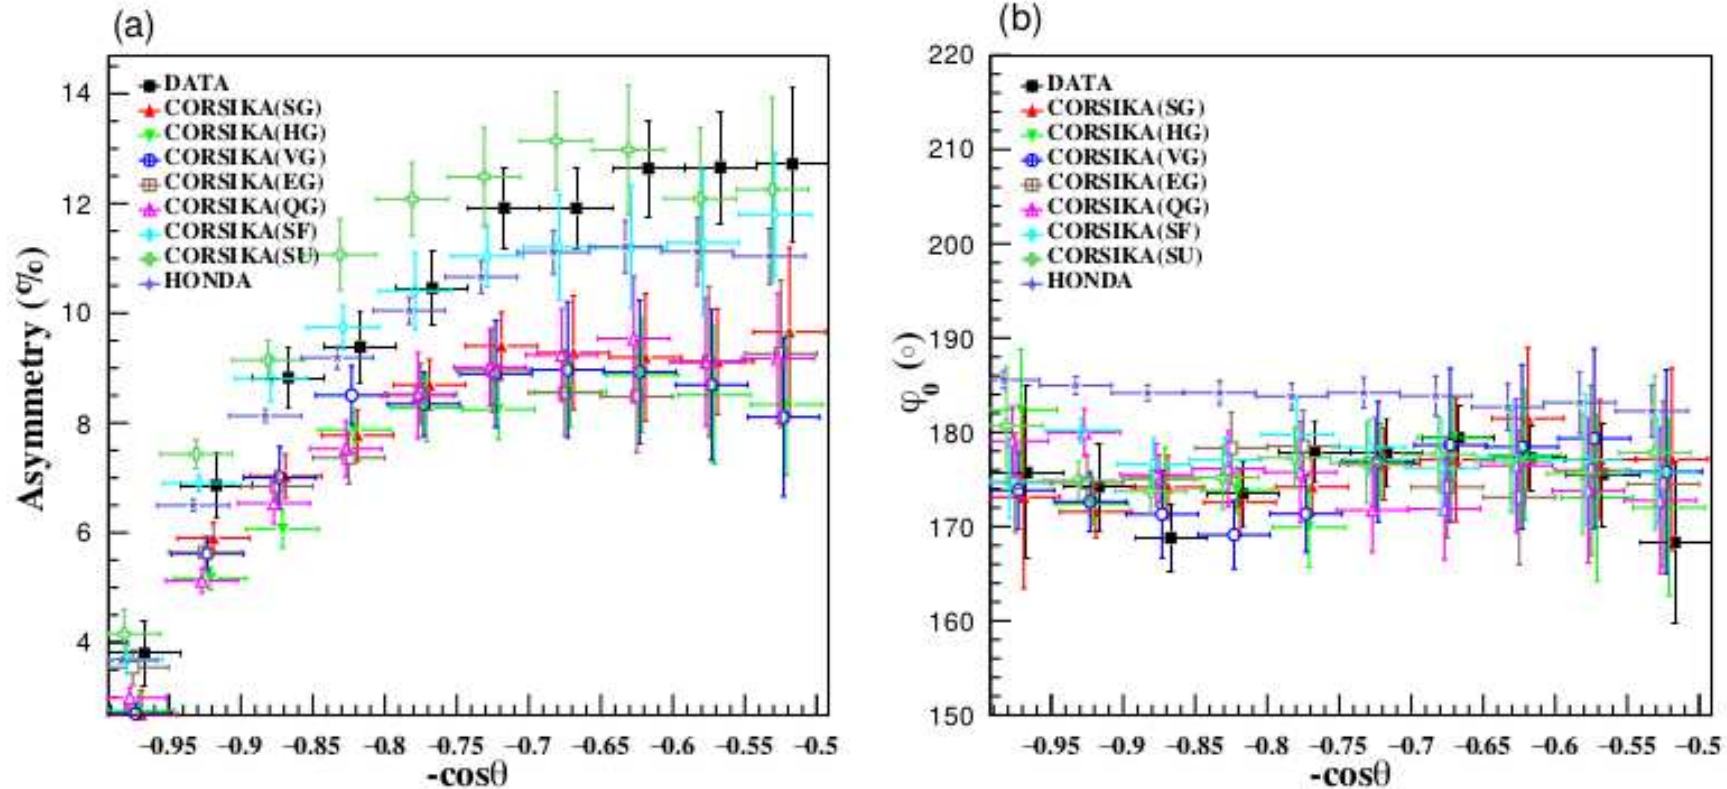 (a)
Asymmetry (%)
14
12
10
8
6
4
DATA
CORSIKA(SG)
CORSIKA(HG)
CORSIKA(VG)
CORSIKA(EG)
CORSIKA(QG)
CORSIKA(SF)
CORSIKA(SU)
HONDA
−0.95 −0.9 −0.85 −0.8 −0.75 −0.7 −0.65 −0.6 −0.55 −0.5
-cosθ
(b)
φ₀ (○)
220
210
200
190
180
170
160
150
DATA
CORSIKA(SG)
CORSIKA(HG)
CORSIKA(VG)
CORSIKA(EG)
CORSIKA(QG)
CORSIKA(SF)
CORSIKA(SU)
HONDA
−0.95 −0.9 −0.85 −0.8 −0.75 −0.7 −0.65 −0.6 −0.55 −0.5
-cosθ